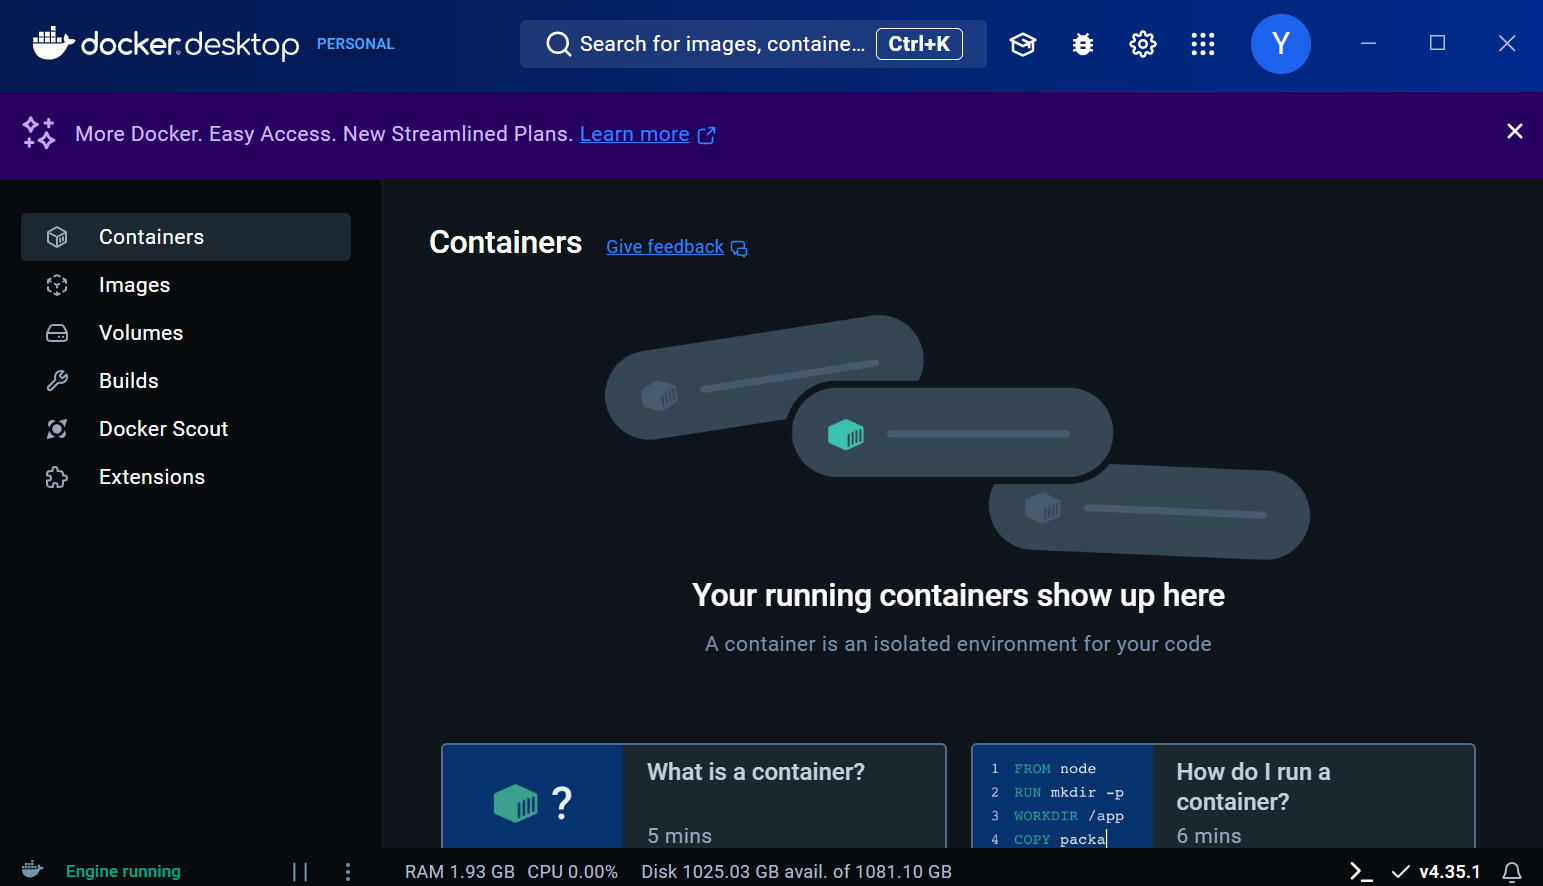 docker desktop PERSONAL
Search for images, containe... Ctrl+K
Y
More Docker. Easy Access. New Streamlined Plans. Learn more
Containers
Images
Volumes
Builds
Docker Scout
Extensions
Containers Give feedback
Your running containers show up here
A container is an isolated environment for your code
?
What is a container?
5 mins
1 FROM node
2 RUN mkdir -p
3 WORKDIR /app
4 COPY packa
How do I run a
container?
6 mins
Engine running
RAM 1.93 GB CPU 0.00% Disk 1025.03 GB avail. of 1081.10 GB
v4.35.1